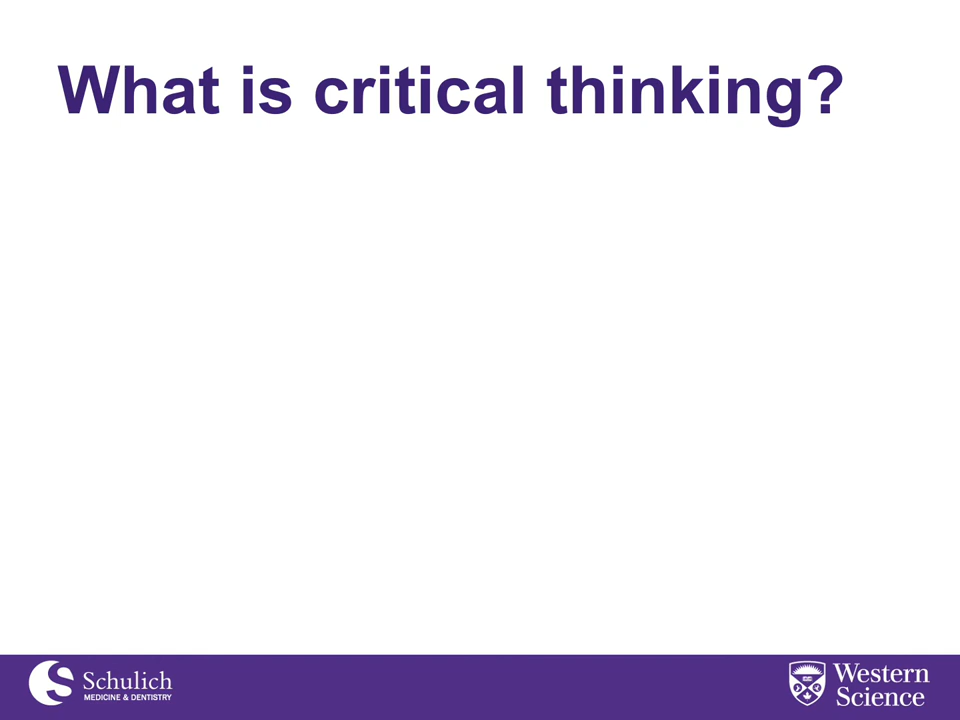 What is critical thinking?
Schulich
MEDICINE & DENTISTRY
Western
Science